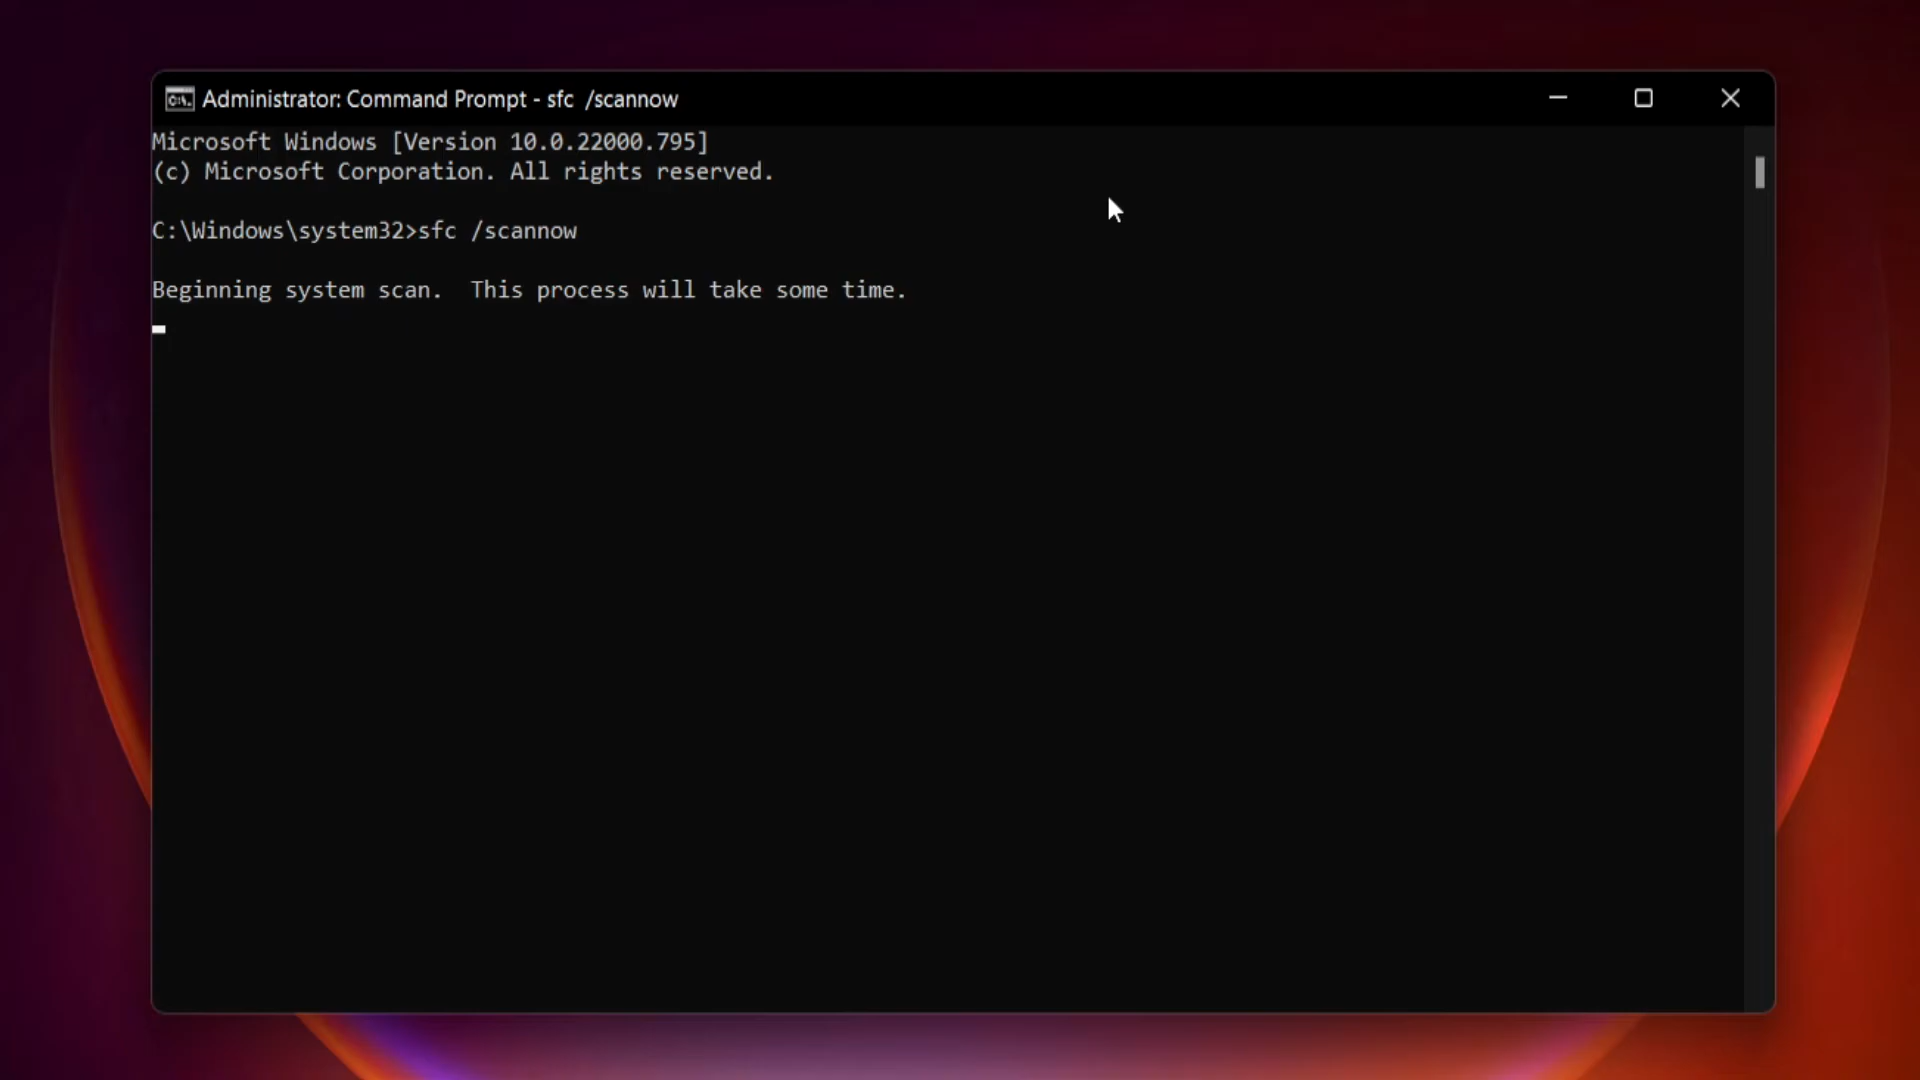 Administrator: Command Prompt - sfc  /scannow
Microsoft Windows [Version 10.0.22000.795]
(c) Microsoft Corporation. All rights reserved.
C:\Windows\system32>sfc /scannow
Beginning system scan.  This process will take some time.